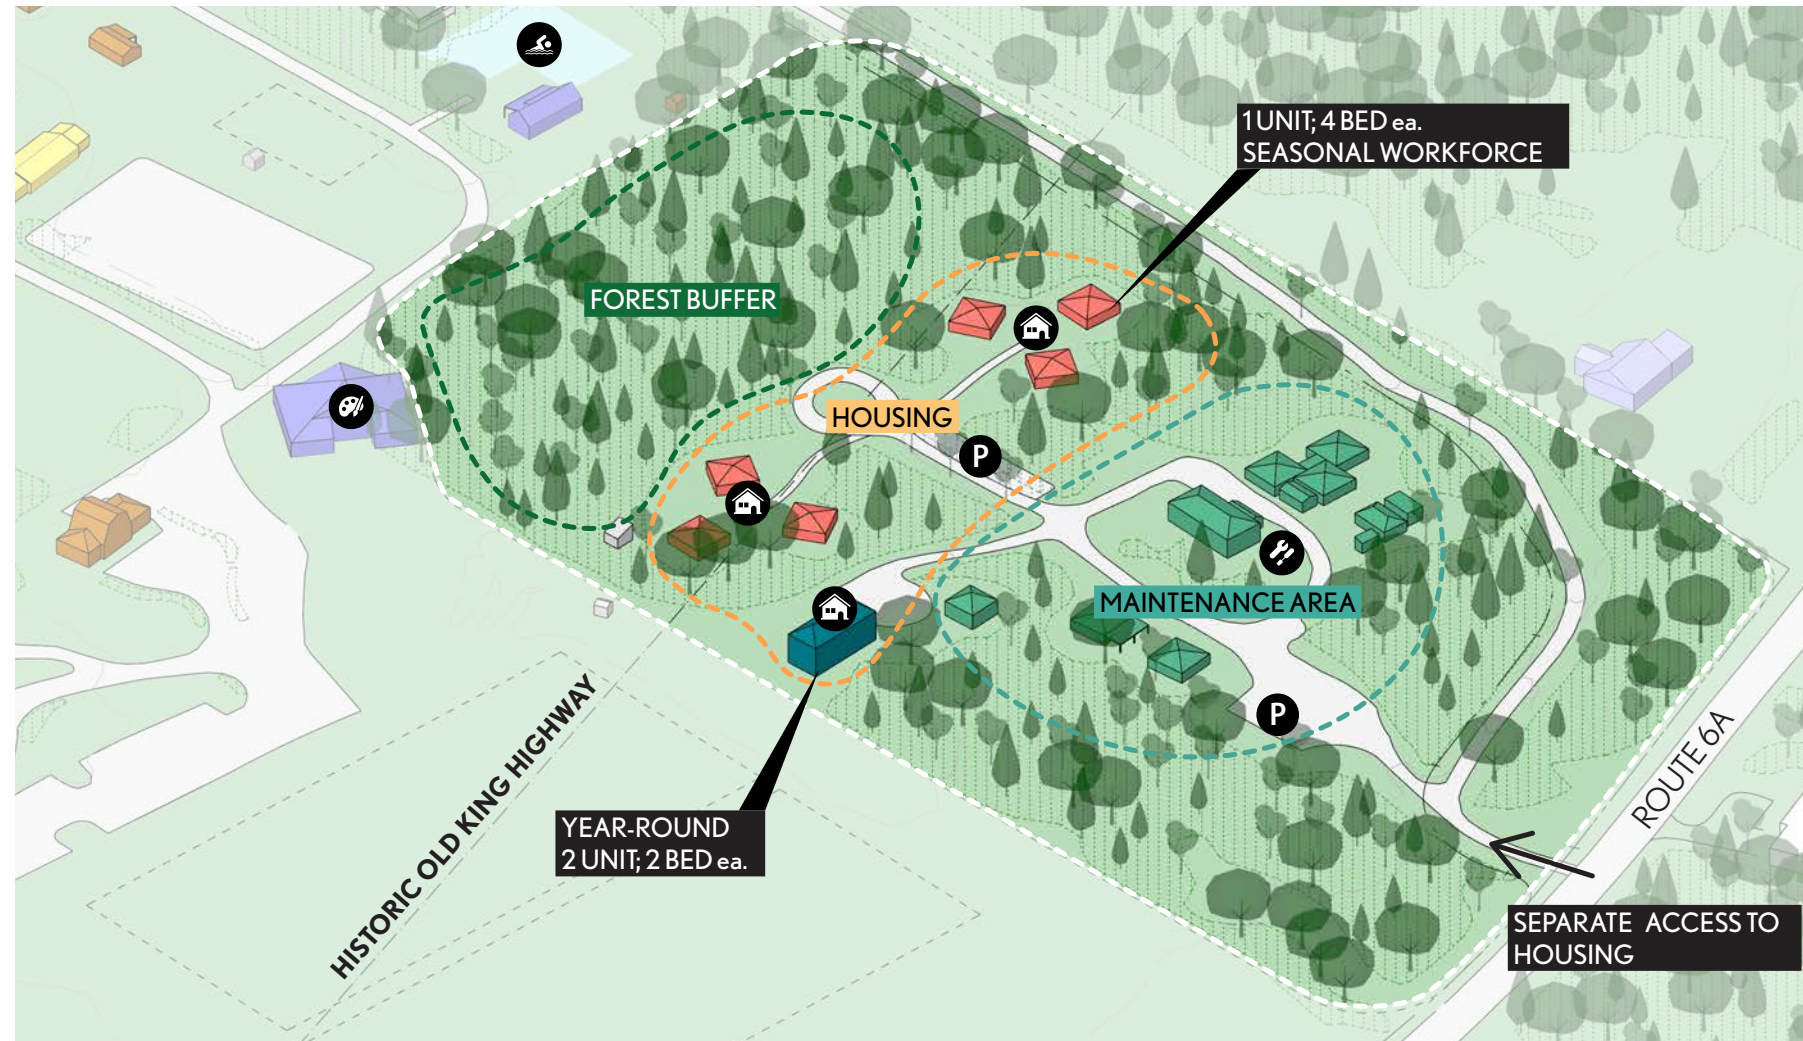 1 UNIT; 4 BED ea.
SEASONAL WORKFORCE
FOREST BUFFER
HOUSING
P
MAINTENANCE AREA
P
ROUTE 6A
HISTORIC OLD KING HIGHWAY
YEAR-ROUND
2 UNIT; 2 BED ea.
SEPARATE ACCESS TO
HOUSING